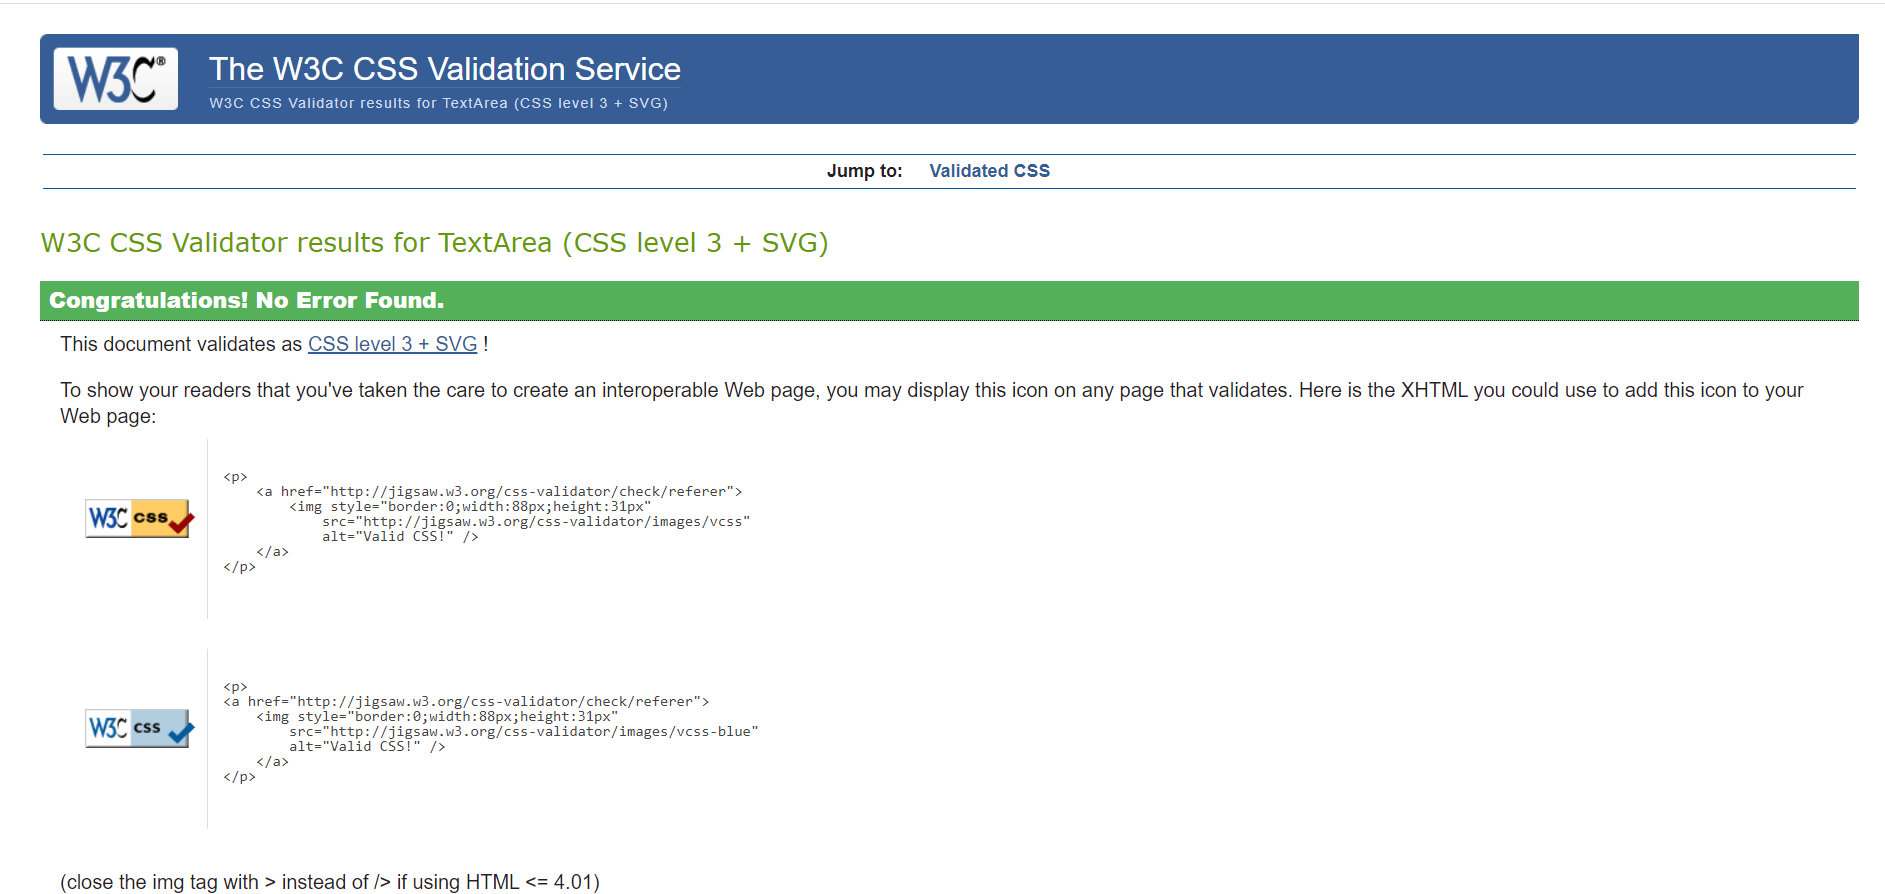 W3C®
The W3C CSS Validation Service
W3C CSS Validator results for TextArea (CSS level 3 + SVG)
Jump to: Validated CSS
W3C CSS Validator results for TextArea (CSS level 3 + SVG)
Congratulations! No Error Found.
This document validates as CSS level 3 + SVG !
To show your readers that you've taken the care to create an interoperable Web page, you may display this icon on any page that validates. Here is the XHTML you could use to add this icon to your
Web page:
W3C css
<p>
    <a href="http://jigsaw.w3.org/css-validator/check/referer">
        <img style="border:0;width:88px;height:31px"
            src="http://jigsaw.w3.org/css-validator/images/vcss"
            alt="Valid CSS!" />
    </a>
</p>
W3C css
<p>
<a href="http://jigsaw.w3.org/css-validator/check/referer">
    <img style="border:0;width:88px;height:31px"
        src="http://jigsaw.w3.org/css-validator/images/vcss-blue"
        alt="Valid CSS!" />
    </a>
</p>
(close the img tag with > instead of /> if using HTML <= 4.01)